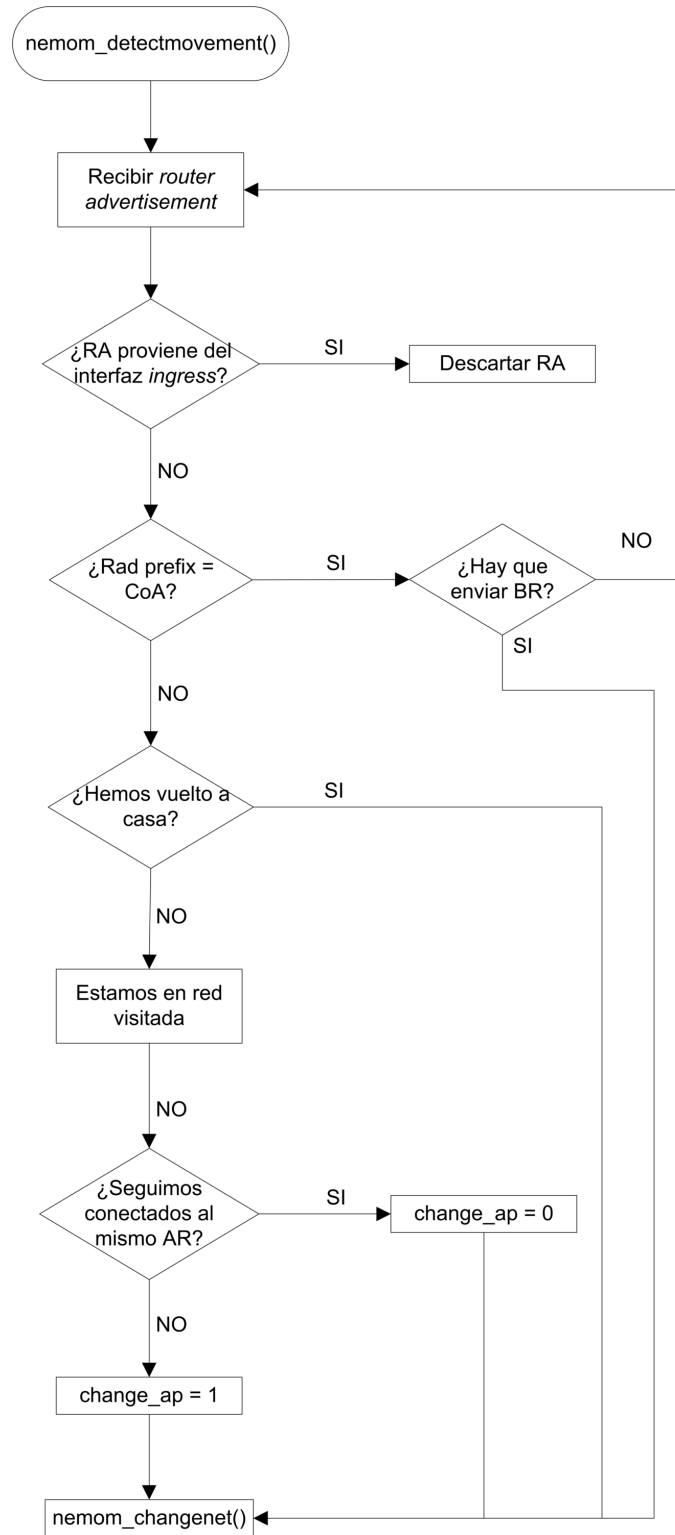 nemom_detectmovement()
Recibir router
advertisement
¿RA proviene del
interfaz ingress?
SI
Descartar RA
NO
¿Rad prefix =
CoA?
SI
¿Hay que
enviar BR?
NO
SI
NO
¿Hemos vuelto a
casa?
SI
NO
Estamos en red
visitada
NO
¿Seguimos
conectados al
mismo AR?
SI
change_ap = 0
NO
change_ap = 1
nemom_changenet()